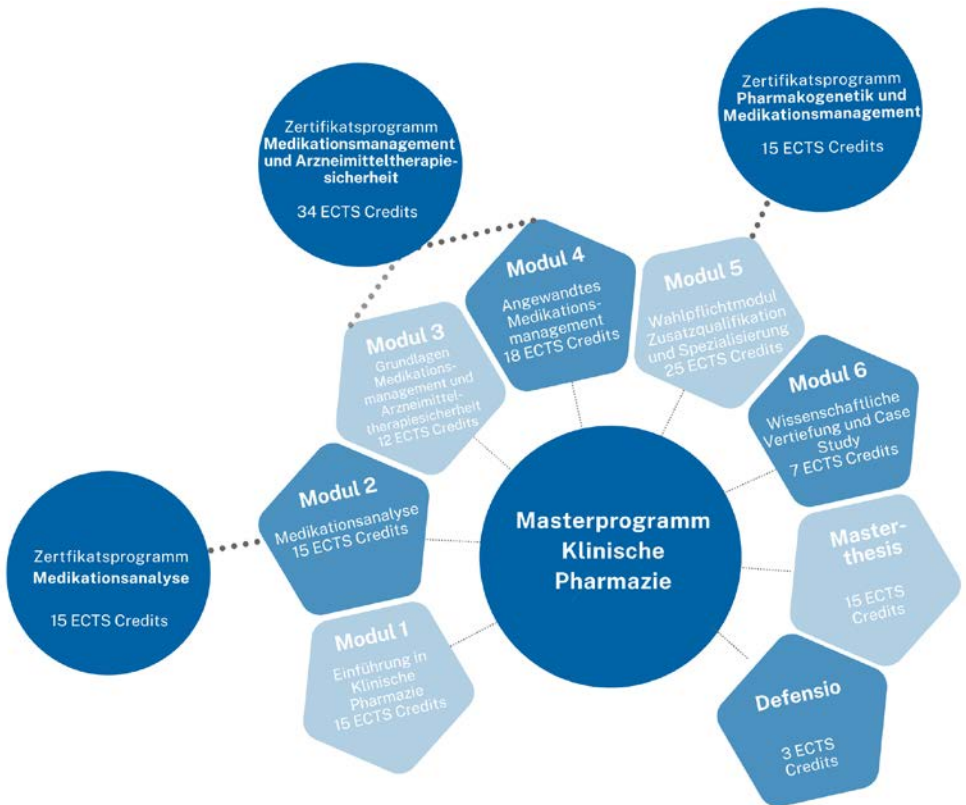 Zertifikatsprogramm
Pharmakogenetik und
Medikationsmanagement
15 ECTS Credits
Zertifikatsprogramm
Medikationsmanagement
und Arzneimitteltherapie-
sicherheit
34 ECTS Credits
Zertfikatsprogramm
Medikationsanalyse
15 ECTS Credits
Masterprogramm
Klinische
Pharmazie
Modul 1
Einführung in
Klinische
Pharmazie
15 ECTS Credits
Modul 2
Medikationsanalyse
15 ECTS Credits
Modul 3
Grundlagen
Medikations-
management und
Arzneimittel-
therapiesicherheit
12 ECTS Credits
Modul 4
Angewandtes
Medikations-
management
18 ECTS Credits
Modul 5
Wahlpflichtmodul
Zusatzqualifikation
und Spezialisierung
25 ECTS Credits
Modul 6
Wissenschaftliche
Vertiefung und Case
Study
7 ECTS Credits
Master-
thesis
15 ECTS
Credits
Defensio
3 ECTS
Credits